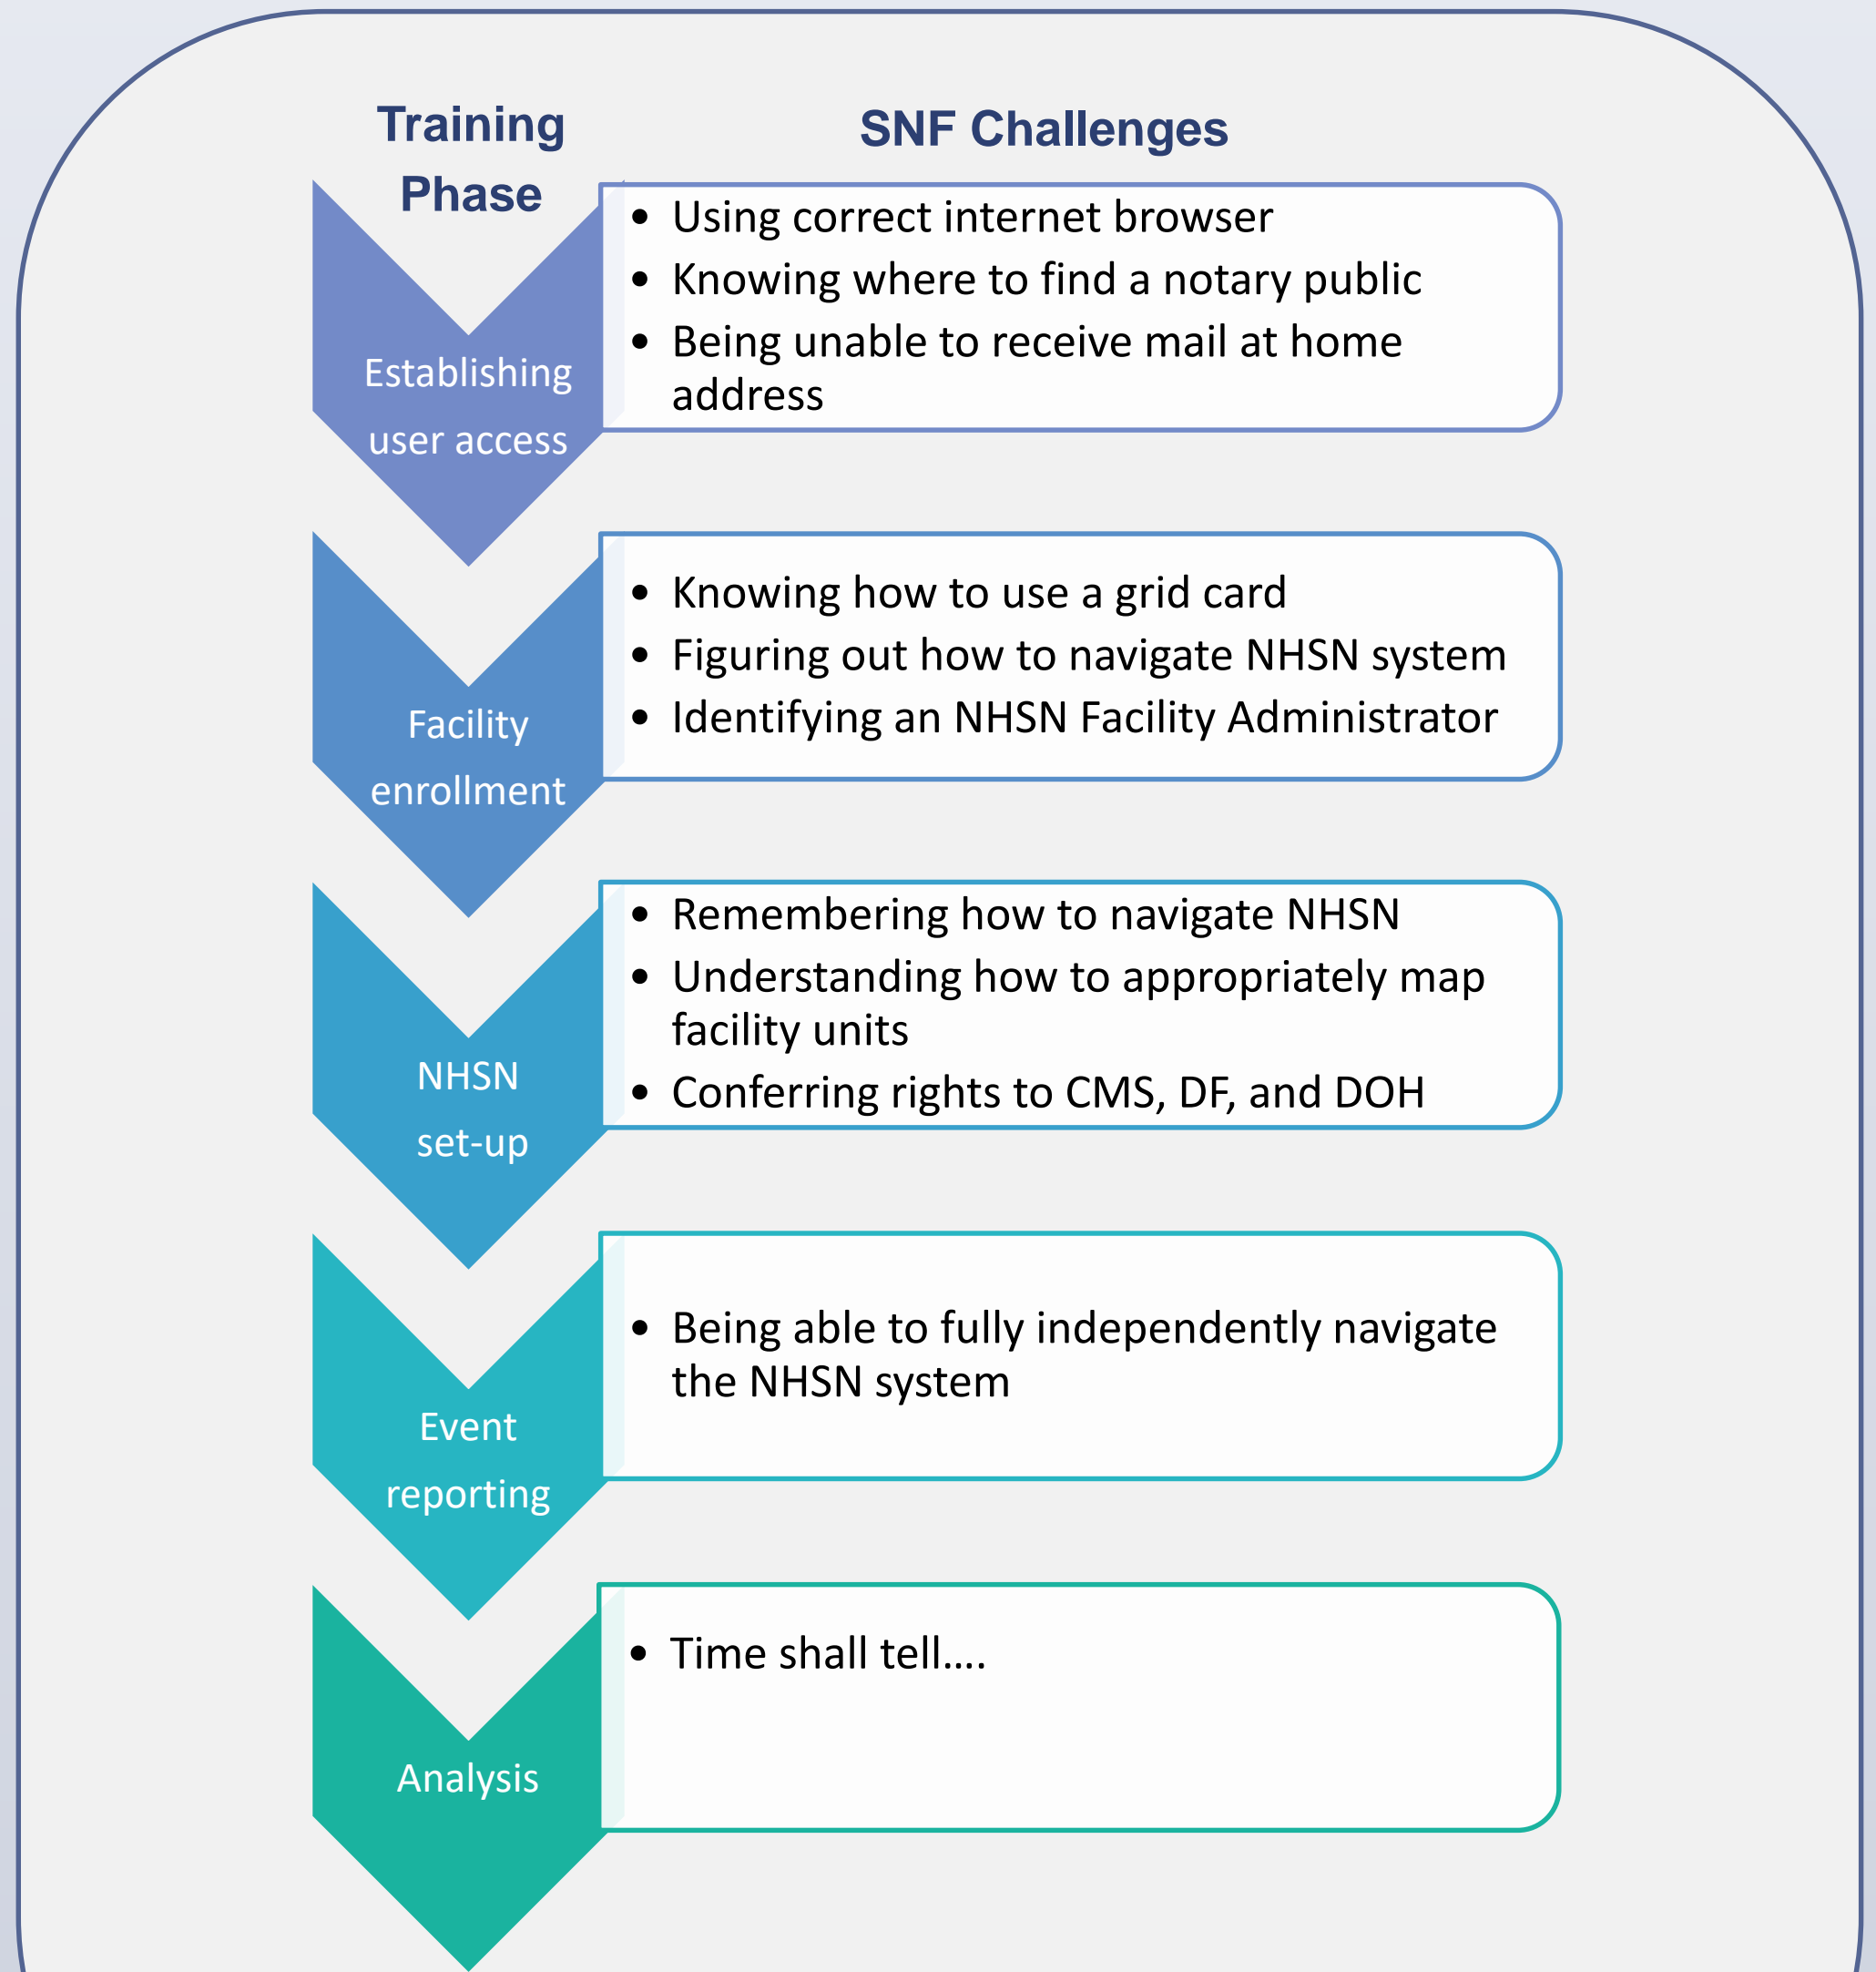 Training
Phase
SNF Challenges
Establishing
user access
• Using correct internet browser
• Knowing where to find a notary public
• Being unable to receive mail at home
address
Facility
enrollment
• Knowing how to use a grid card
• Figuring out how to navigate NHSN system
• Identifying an NHSN Facility Administrator
NHSN
set-up
• Remembering how to navigate NHSN
• Understanding how to appropriately map
facility units
• Conferring rights to CMS, DF, and DOH
Event
reporting
• Being able to fully independently navigate
the NHSN system
Analysis
• Time shall tell....